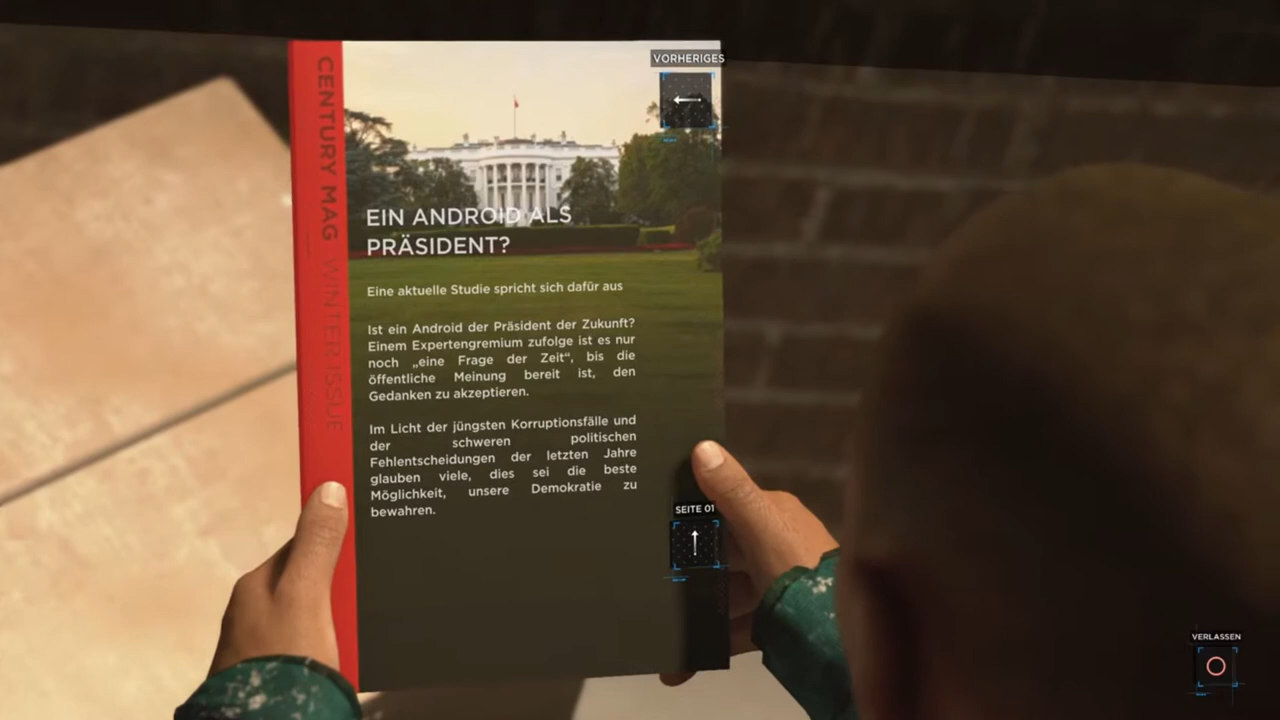 CENTURY MAG WINTER ISSUE
VORHERIGES
EIN ANDROID ALS
PRÄSIDENT?
Eine aktuelle Studie spricht sich dafür aus
Ist ein Android der Präsident der Zukunft?
Einem Expertengremium zufolge ist es nur
noch „eine Frage der Zeit“, bis die
öffentliche Meinung bereit ist, den
Gedanken zu akzeptieren.
Im Licht der jüngsten Korruptionsfälle und
der schweren politischen
Fehlentscheidungen der letzten Jahre
glauben viele, dies sei die beste
Möglichkeit, unsere Demokratie zu
bewahren.
SEITE 01
VERLASSEN